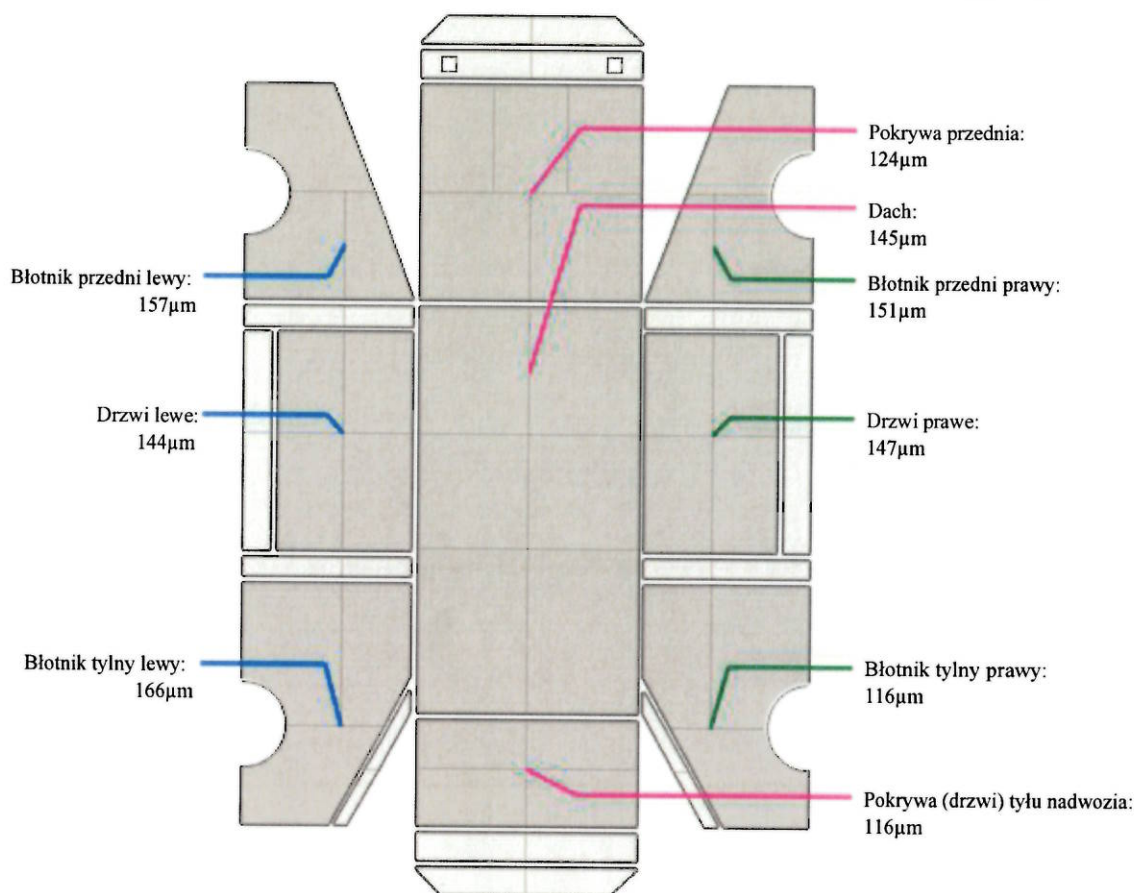 Pokrywa przednia:
124µm
Dach:
145µm
Błotnik przedni lewy:
157µm
Błotnik przedni prawy:
151µm
Drzwi lewe:
144µm
Drzwi prawe:
147µm
Błotnik tylny lewy:
166µm
Błotnik tylny prawy:
116µm
Pokrywa (drzwi) tyłu nadwozia:
116µm